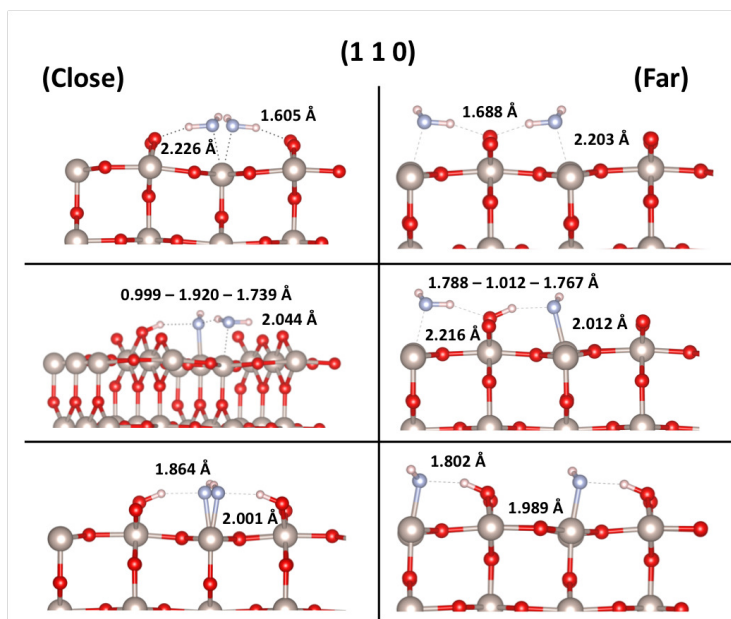 (1 1 0)
(Close)
(Far)
1.605 Å
2.226 Å
1.688 Å
2.203 Å
0.999 – 1.920 – 1.739 Å
2.044 Å
1.788 – 1.012 – 1.767 Å
2.216 Å
2.012 Å
1.864 Å
2.001 Å
1.802 Å
1.989 Å